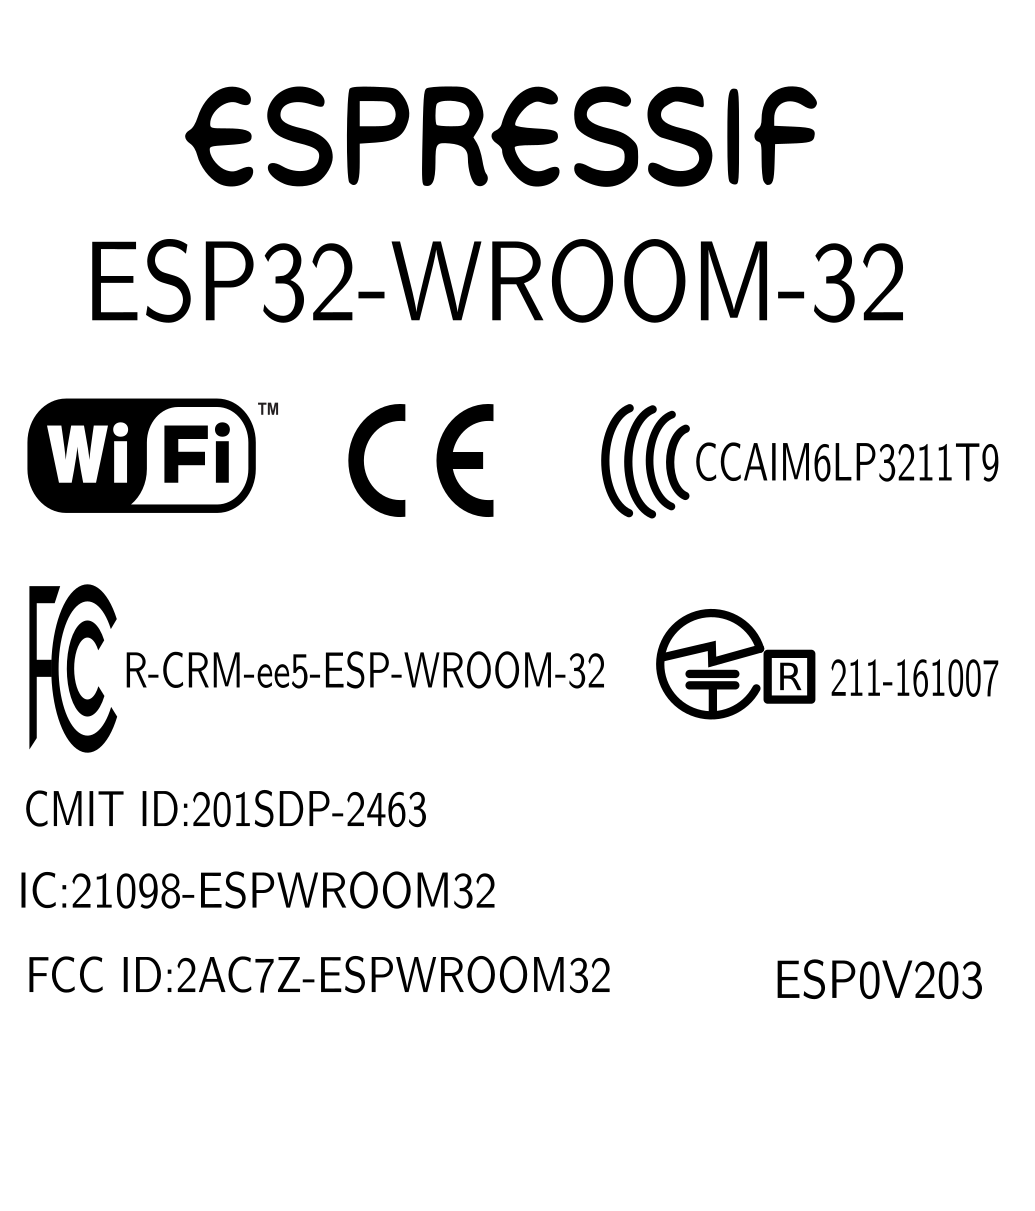 ESPRESSIF
ESP32-WROOM-32
Wi Fi ™ CE CCAIM6LP3211T9
FC R-CRM-ee5-ESP-WROOM-32 R 211-161007
CMIT ID:201SDP-2463
IC:21098-ESPWROOM32
FCC ID:2AC7Z-ESPWROOM32 ESP0V203